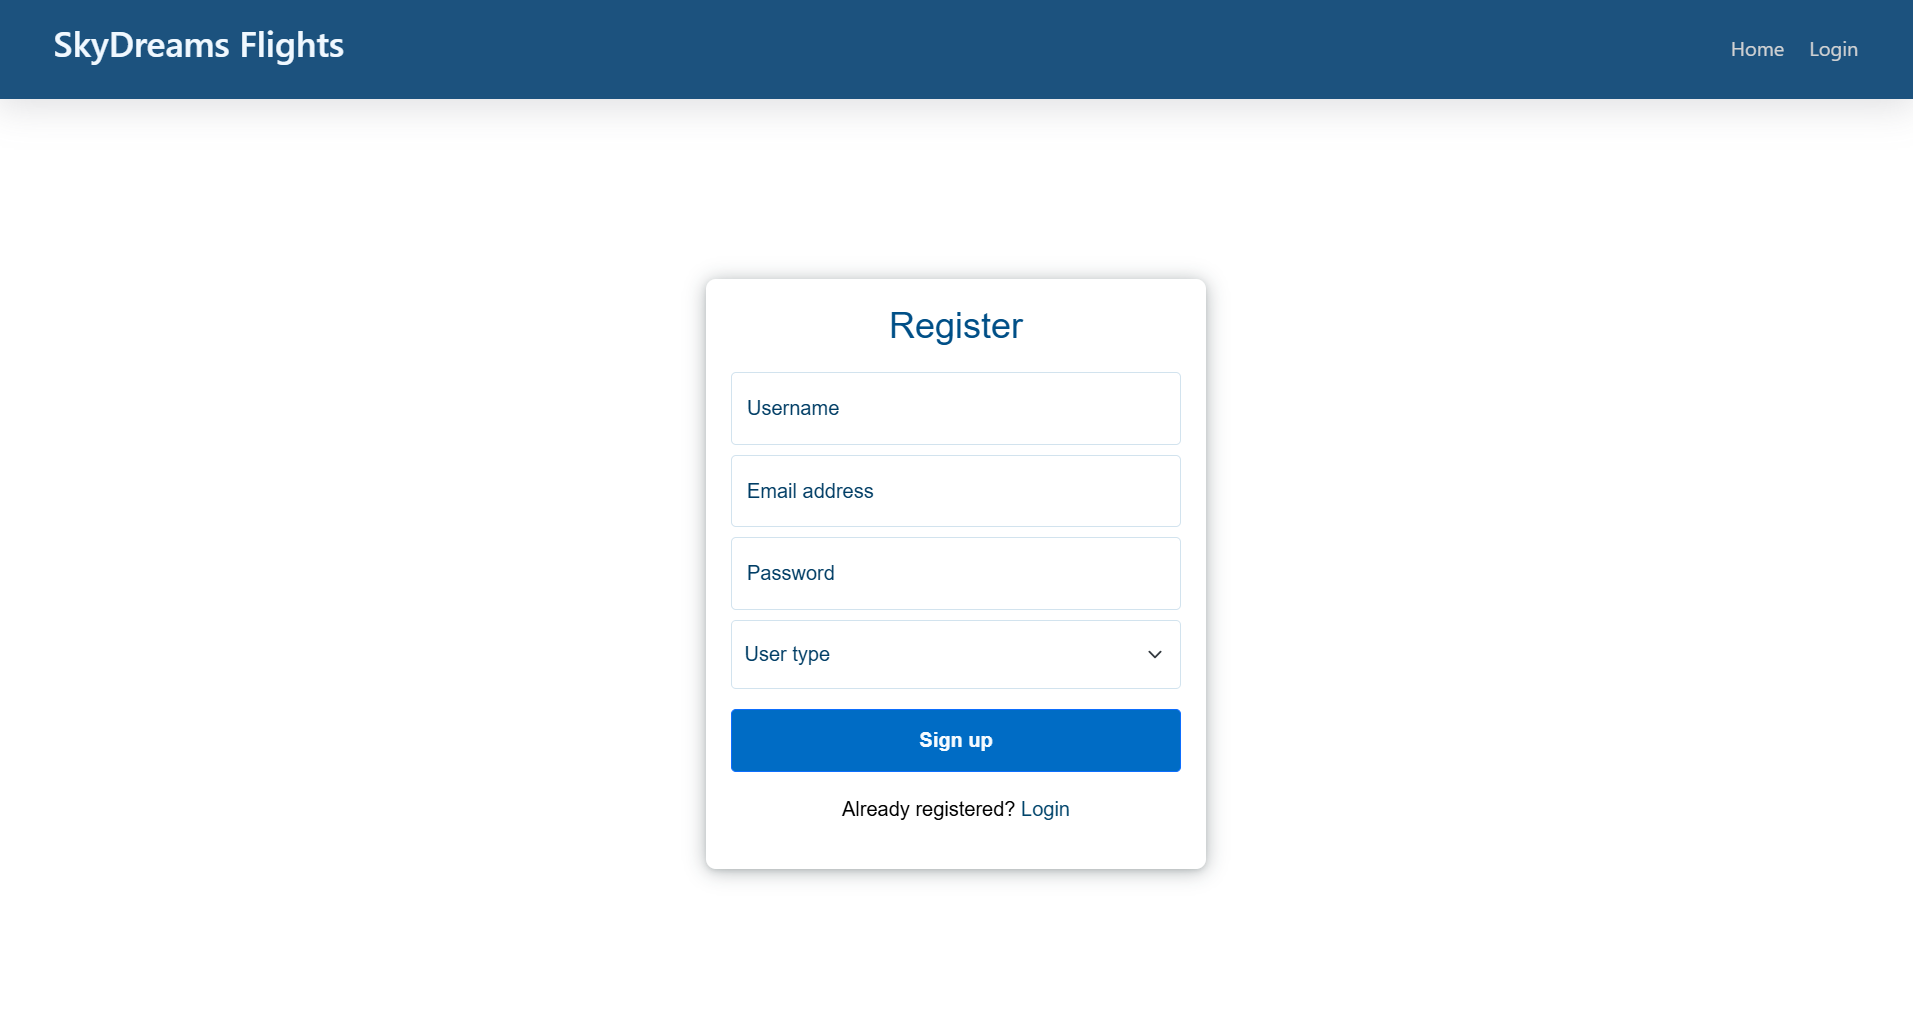 SkyDreams Flights
Home Login
Register
Username
Email address
Password
User type
Sign up
Already registered? Login